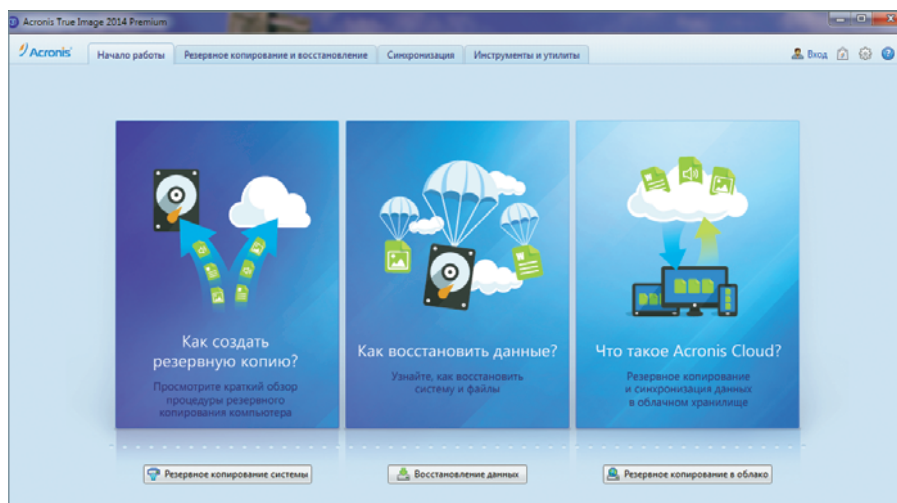 Acronis True Image 2014 Premium
Acronis
Начало работы
Резервное копирование и восстановление
Синхронизация
Инструменты и утилиты
Вход
Как создать
резервную копию?
Просмотрите краткий обзор
процедуры резервного
копирования компьютера
Как восстановить данные?
Узнайте, как восстановить
систему и файлы
Что такое Acronis Cloud?
Резервное копирование
и синхронизация данных
в облачном хранилище
Резервное копирование системы
Восстановление данных
Резервное копирование в облако